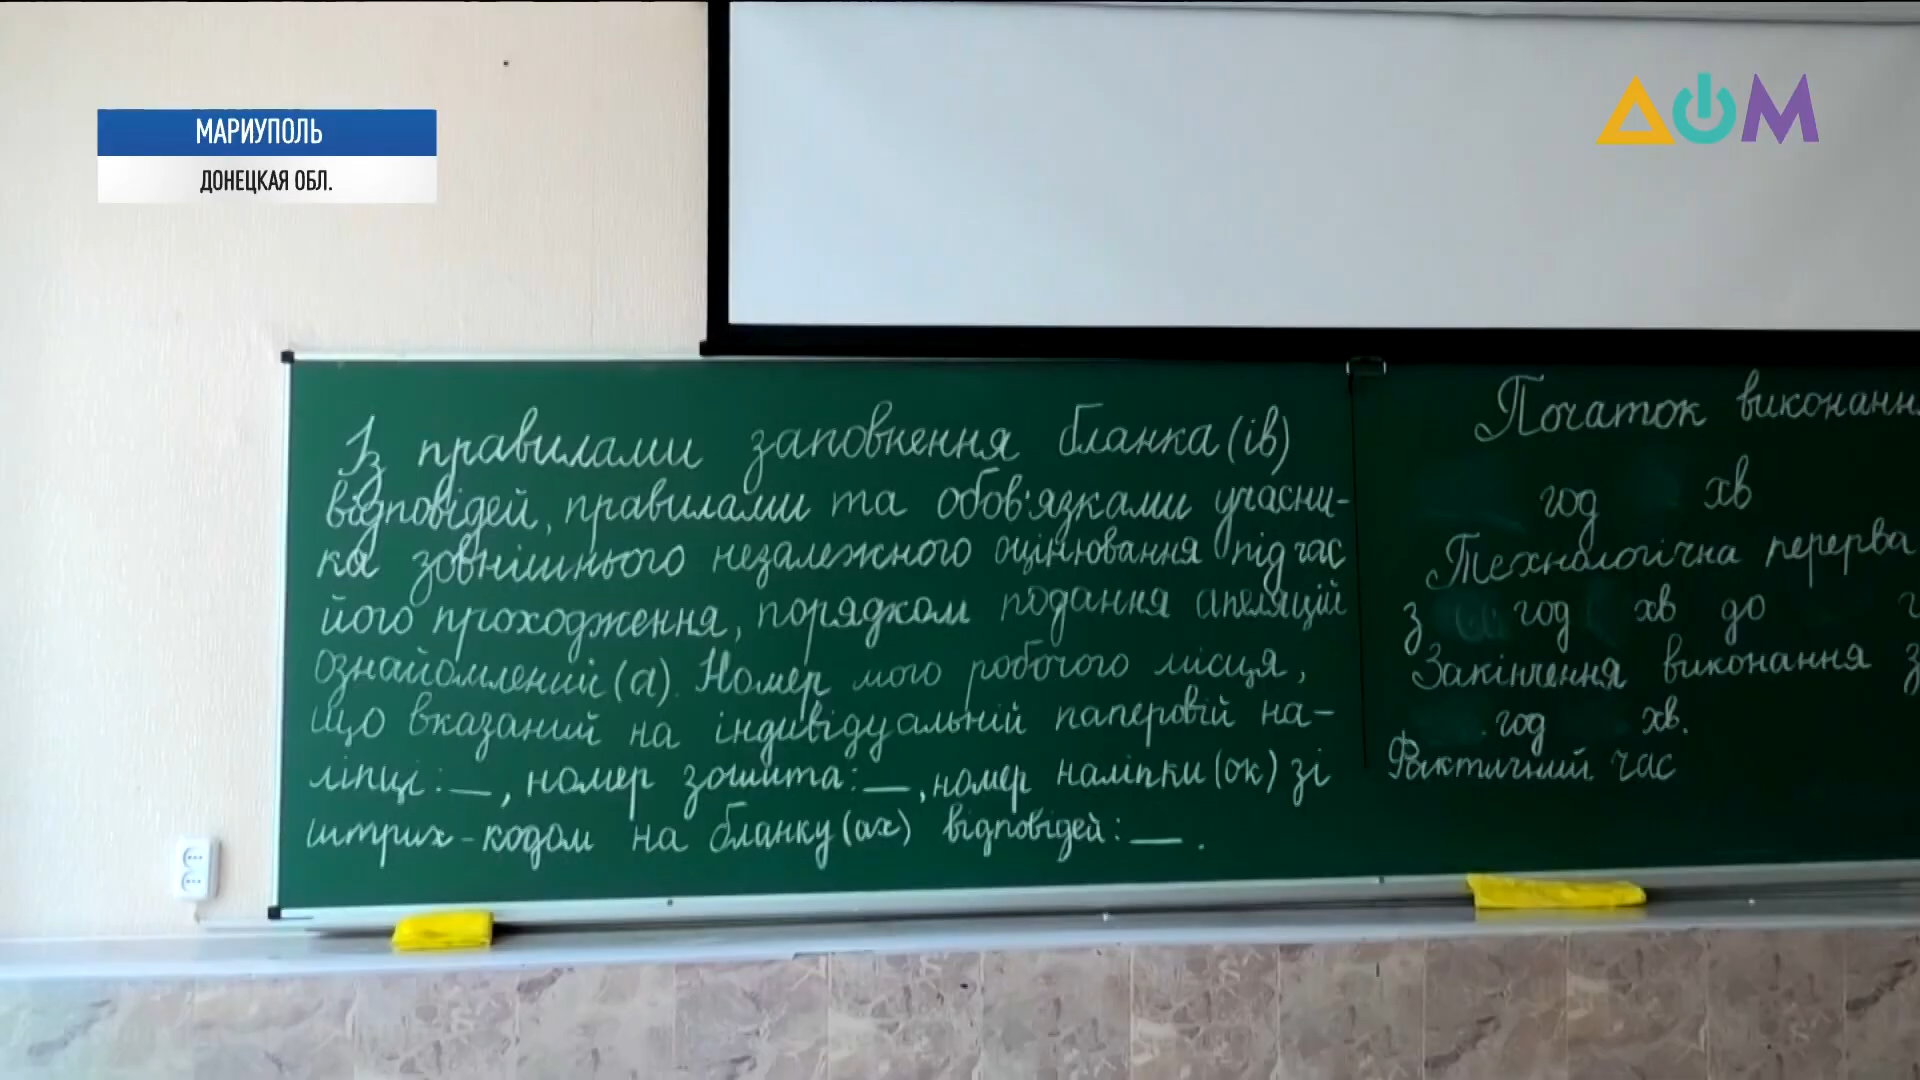 МАРИУПОЛЬ
ДОНЕЦКАЯ ОБЛ.
ДОМ
Із правилами заповнення бланка(ів)
відповідей, правилами та обов'язками учасни-
ка зовнішнього незалежного оцінювання під час
його проходження, порядком подання апеляцій
ознайомлений(а). Номер мого робочого місця,
що вказаний на індивідуальній паперовій на-
ліпці: __, номер зошита: __, номер наліпки(ок) зі
штрих-кодом на бланку(ах) відповідей: __.
Початок виконанн
год хв
Технологічна перерва
з год хв до г
Закінчення виконання з
год хв.
Фактичний час